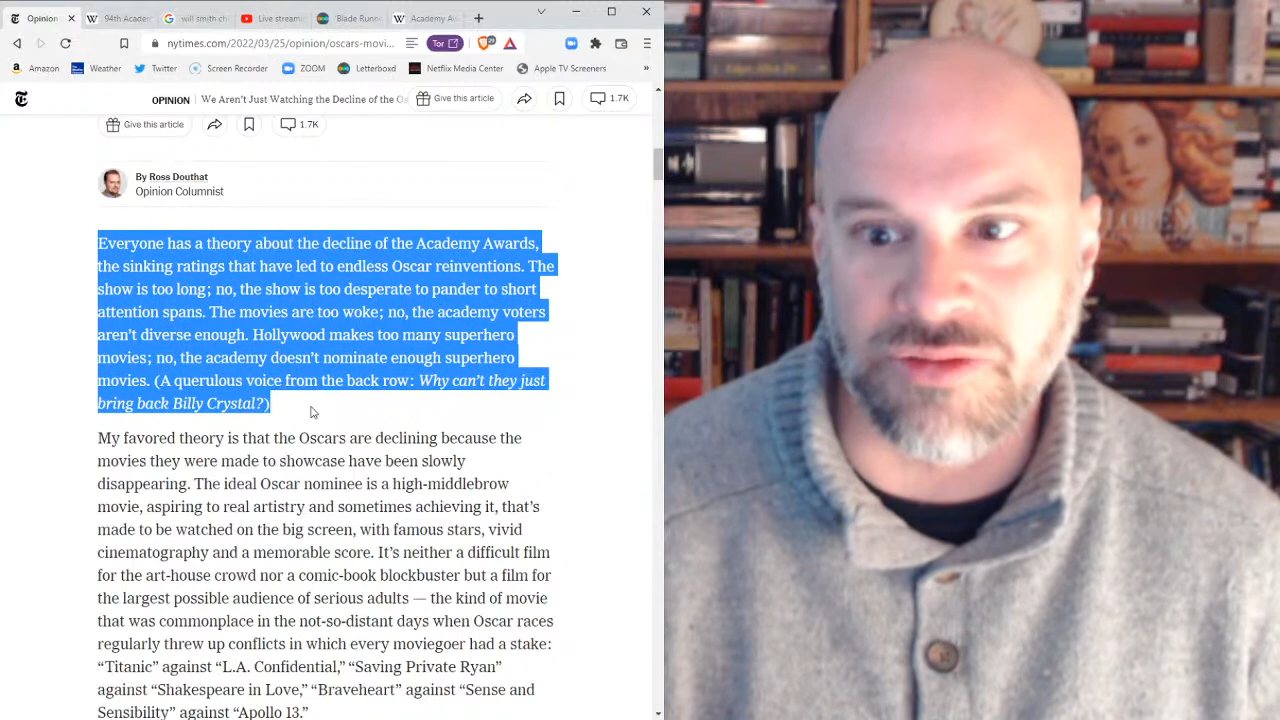 Opinion
94th Academ
will smith ch
Live streami
Blade Runn
Academy Aw
nytimes.com/2022/03/25/opinion/oscars-movi...
Tor
Amazon
Weather
Twitter
Screen Recorder
ZOOM
Letterboxd
Netflix Media Center
Apple TV Screeners
»
OPINION
We Aren't Just Watching the Decline of the O
Give this article
1.7K
Give this article
1.7K
By Ross Douthat
Opinion Columnist
Everyone has a theory about the decline of the Academy Awards,
the sinking ratings that have led to endless Oscar reinventions. The
show is too long; no, the show is too desperate to pander to short
attention spans. The movies are too woke; no, the academy voters
aren't diverse enough. Hollywood makes too many superhero
movies; no, the academy doesn't nominate enough superhero
movies. (A querulous voice from the back row: Why can't they just
bring back Billy Crystal?)
My favored theory is that the Oscars are declining because the
movies they were made to showcase have been slowly
disappearing. The ideal Oscar nominee is a high-middlebrow
movie, aspiring to real artistry and sometimes achieving it, that's
made to be watched on the big screen, with famous stars, vivid
cinematography and a memorable score. It's neither a difficult film
for the art-house crowd nor a comic-book blockbuster but a film for
the largest possible audience of serious adults — the kind of movie
that was commonplace in the not-so-distant days when Oscar races
regularly threw up conflicts in which every moviegoer had a stake:
“Titanic” against “L.A. Confidential,” “Saving Private Ryan”
against “Shakespeare in Love,” “Braveheart” against “Sense and
Sensibility” against “Apollo 13.”
Edgar Allan Poe
LORENCE